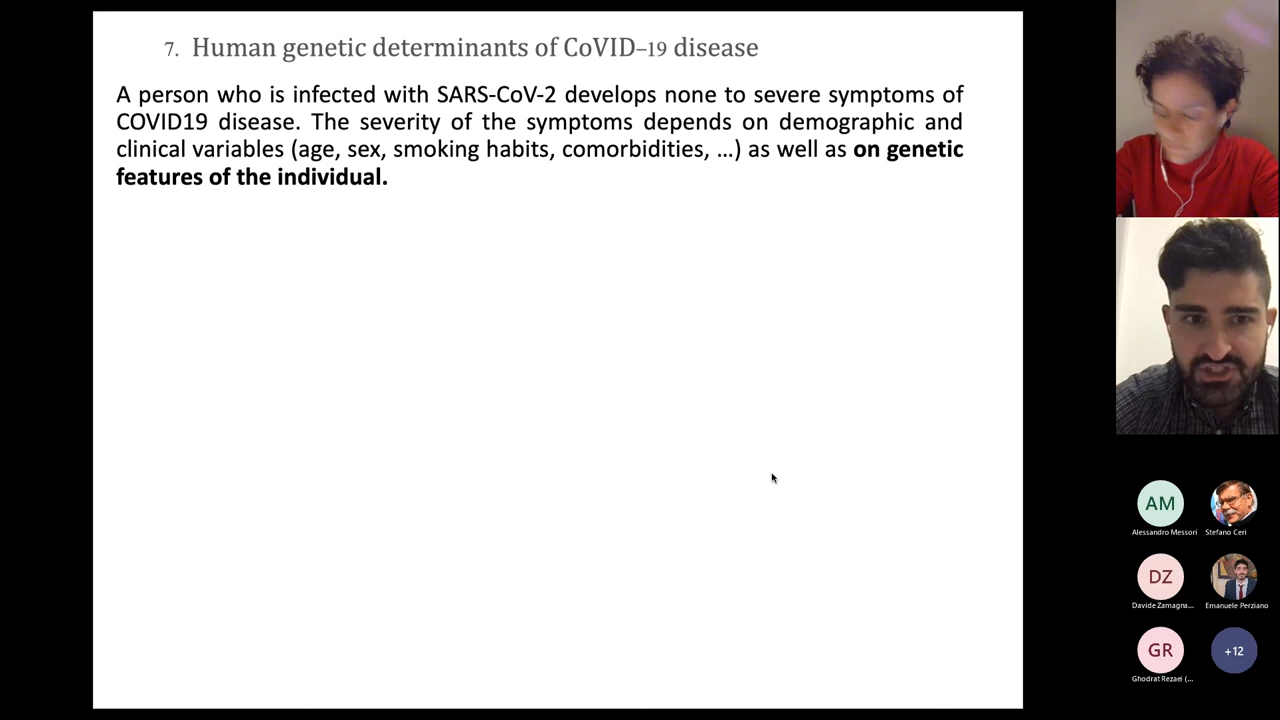 7. Human genetic determinants of CoVID–19 disease
A person who is infected with SARS-CoV-2 develops none to severe symptoms of
COVID19 disease. The severity of the symptoms depends on demographic and
clinical variables (age, sex, smoking habits, comorbidities, …) as well as on genetic
features of the individual.
AM
Alessandro Messori
Stefano Ceri
DZ
Davide Zamagna...
Emanuele Perziano
GR
Ghodrat Rezaei (...
+12